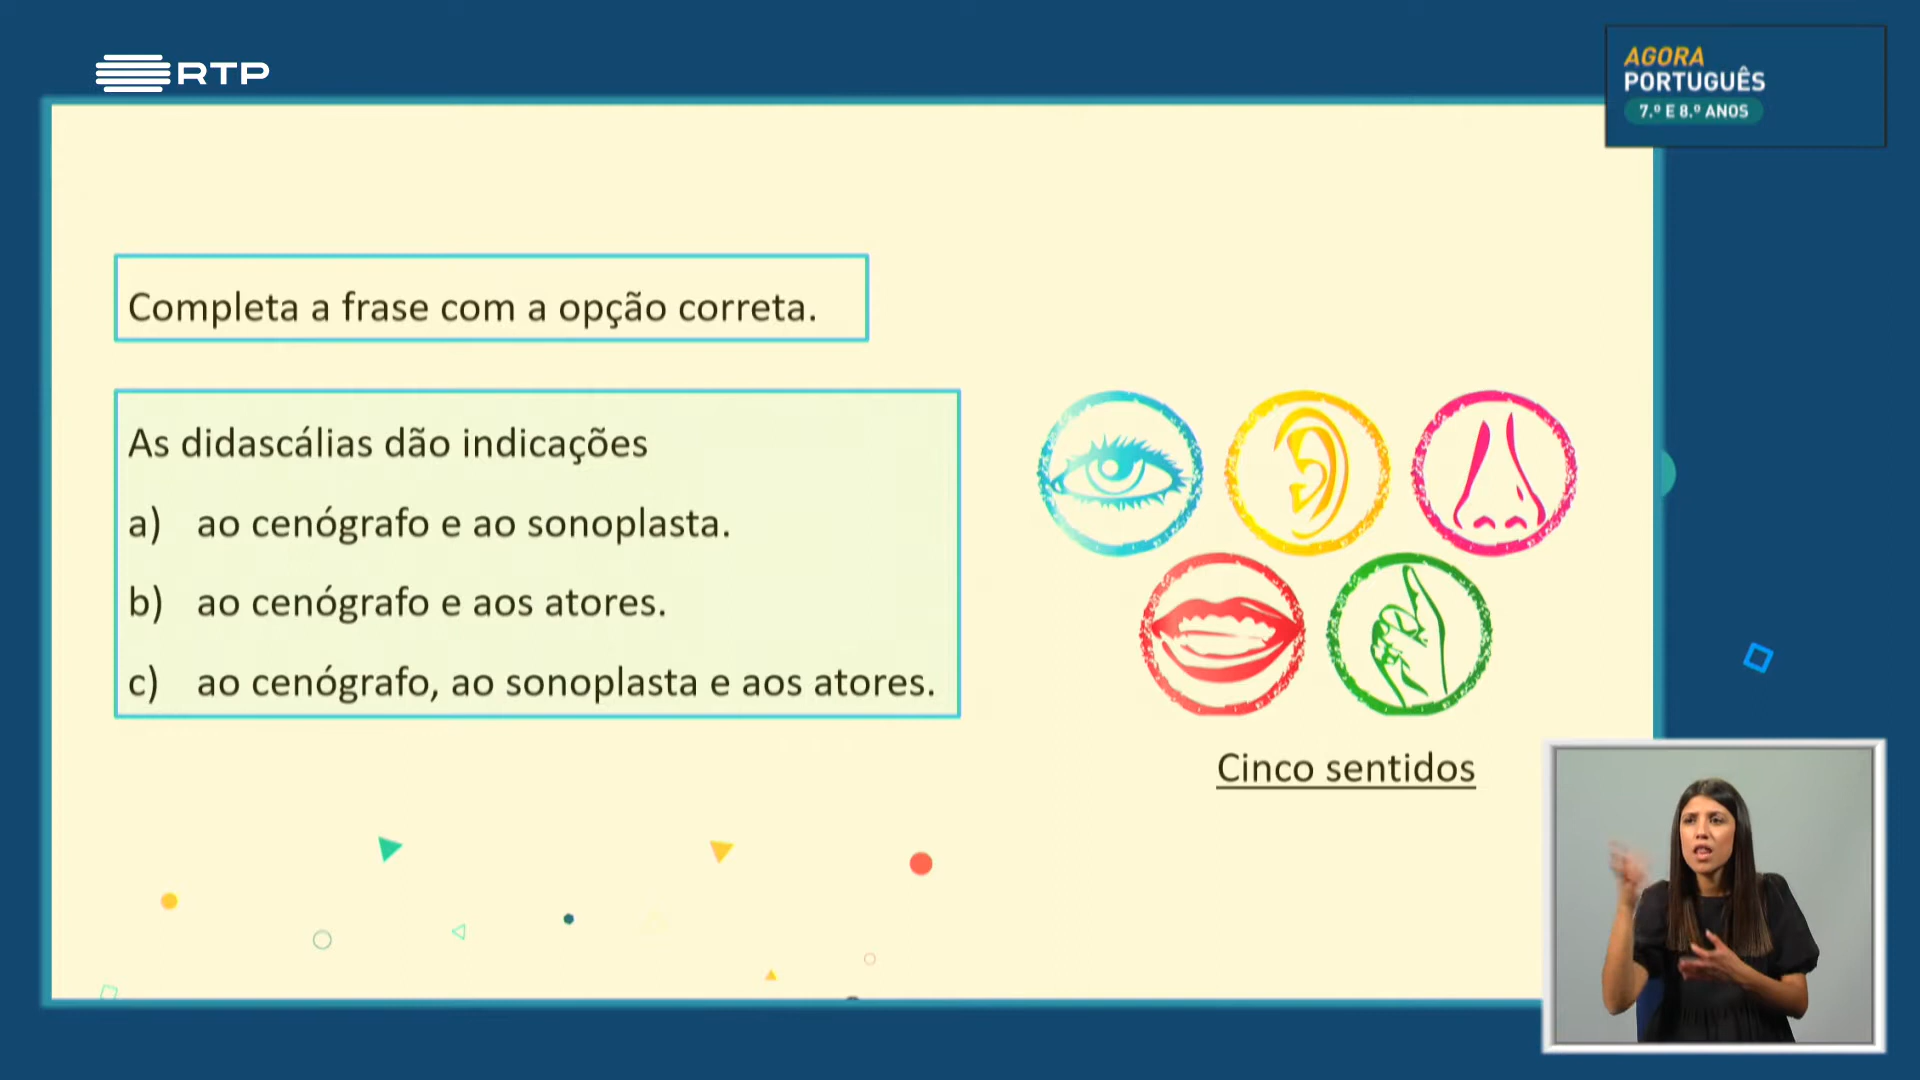 RTP
AGORA
PORTUGUÊS
7.º E 8.º ANOS
Completa a frase com a opção correta.
As didascálias dão indicações
a) ao cenógrafo e ao sonoplasta.
b) ao cenógrafo e aos atores.
c) ao cenógrafo, ao sonoplasta e aos atores.
Cinco sentidos